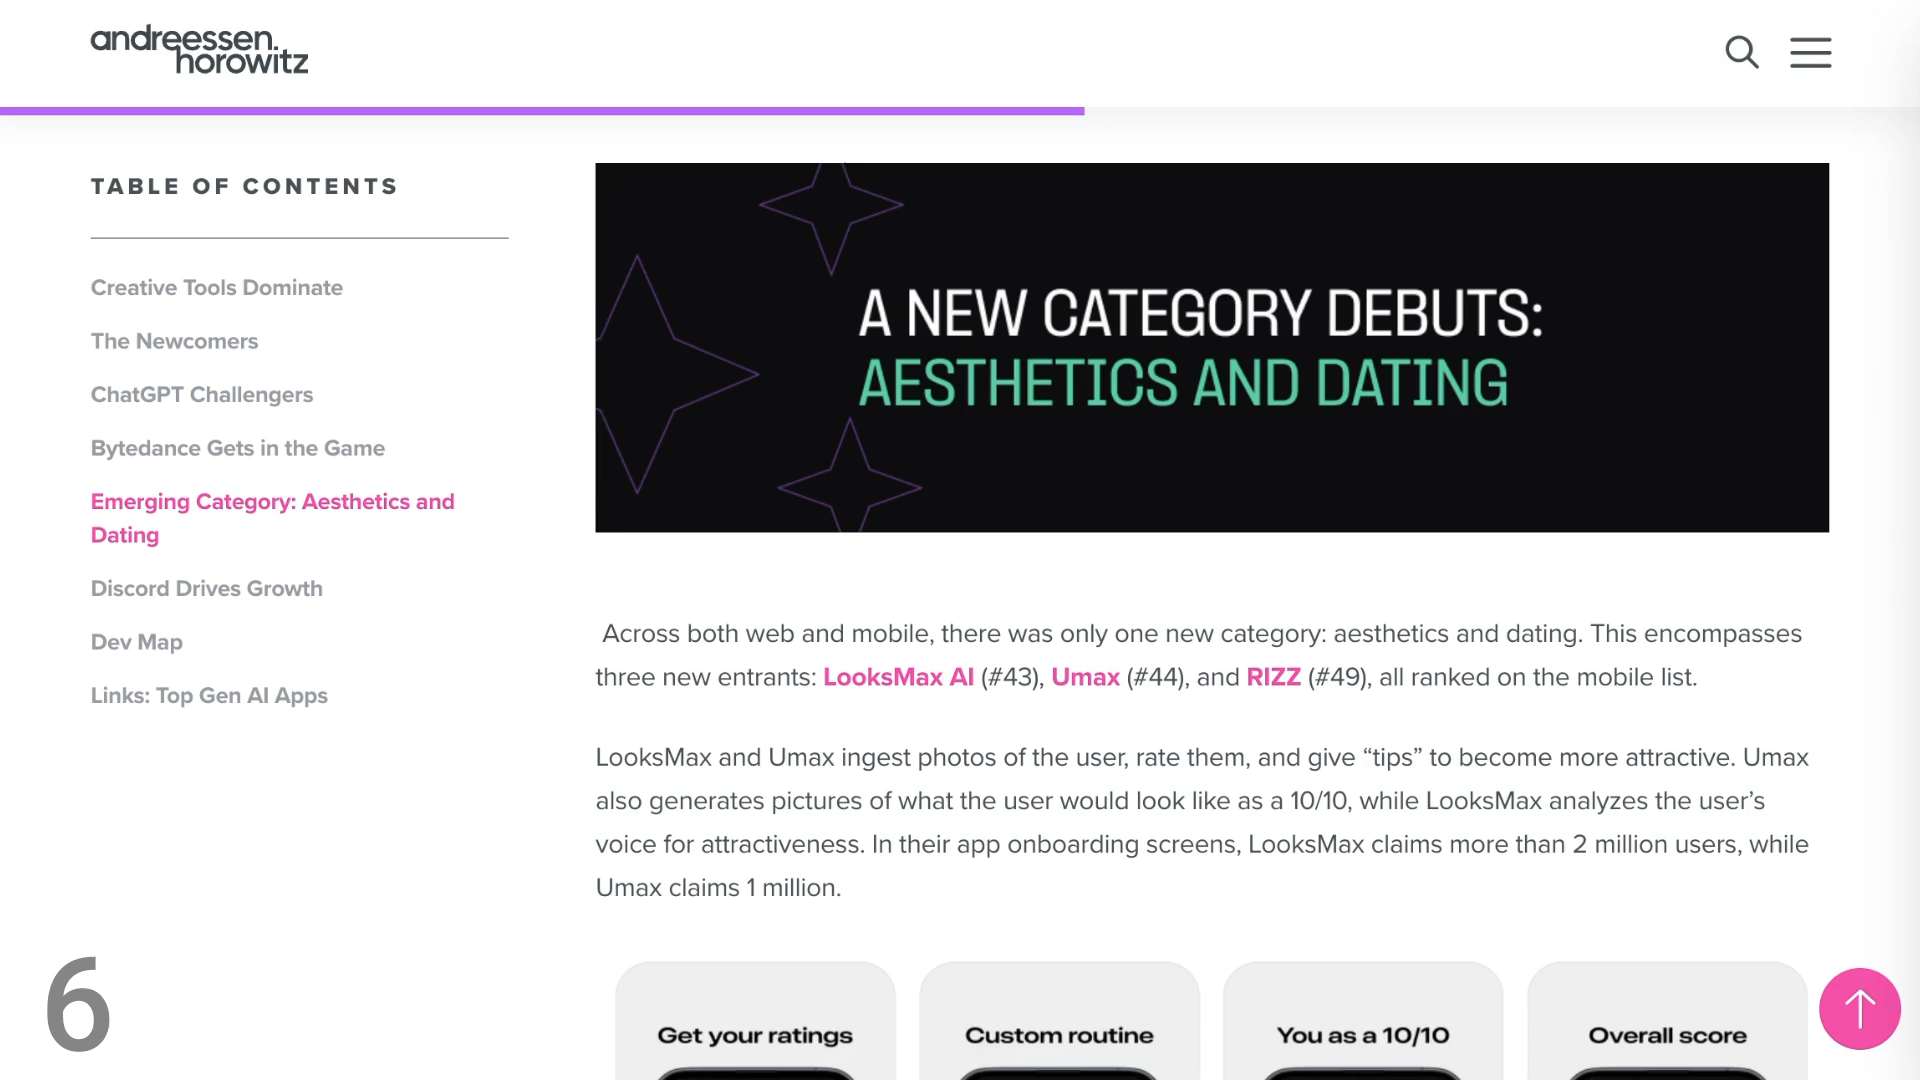 andreessen.
horowitz
TABLE OF CONTENTS
Creative Tools Dominate
The Newcomers
ChatGPT Challengers
Bytedance Gets in the Game
Emerging Category: Aesthetics and
Dating
Discord Drives Growth
Dev Map
Links: Top Gen AI Apps
A NEW CATEGORY DEBUTS:
AESTHETICS AND DATING
Across both web and mobile, there was only one new category: aesthetics and dating. This encompasses
three new entrants: LooksMax AI (#43), Umax (#44), and RIZZ (#49), all ranked on the mobile list.
LooksMax and Umax ingest photos of the user, rate them, and give “tips” to become more attractive. Umax
also generates pictures of what the user would look like as a 10/10, while LooksMax analyzes the user’s
voice for attractiveness. In their app onboarding screens, LooksMax claims more than 2 million users, while
Umax claims 1 million.
Get your ratings
Custom routine
You as a 10/10
Overall score
6